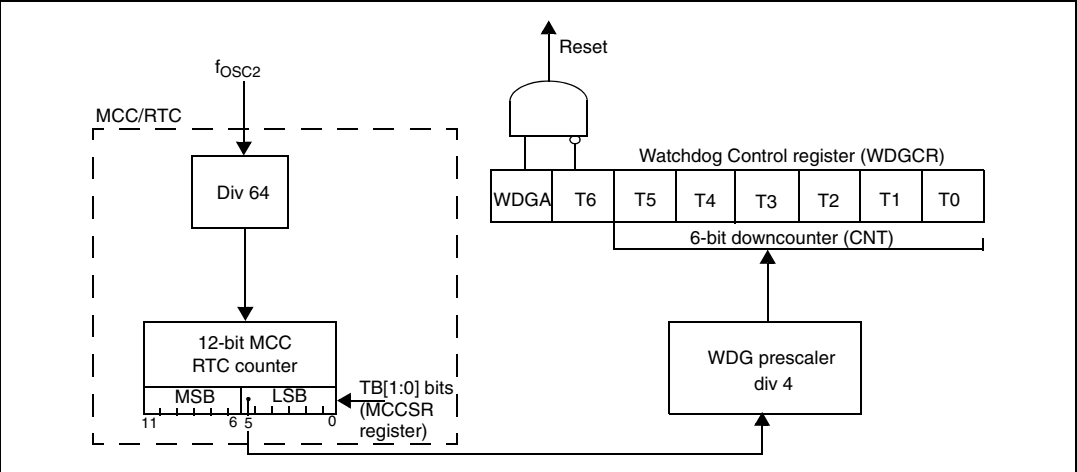 Reset
fOSC2
MCC/RTC
Div 64
Watchdog Control register (WDGCR)
WDGA T6 T5 T4 T3 T2 T1 T0
6-bit downcounter (CNT)
12-bit MCC
RTC counter
MSB LSB
11 6 5 0
TB[1:0] bits
(MCCSR
register)
WDG prescaler
div 4